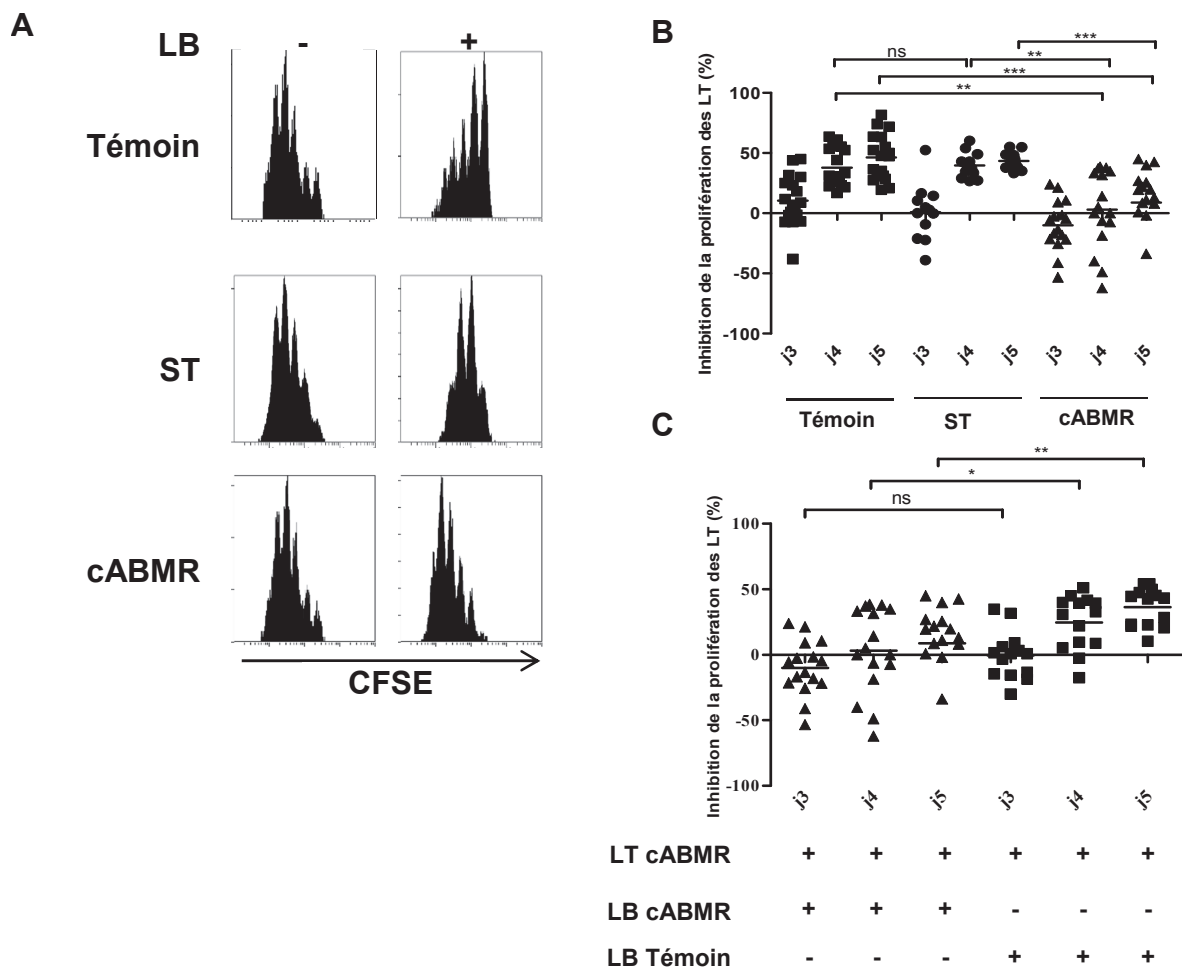 A
LB - +
Témoin
ST
cABMR
CFSE
B
Inhibition de la prolifération des LT (%)
***
ns **
***
**
100
50
0
-50
-100
j3 j4 j5 j3 j4 j5 j3 j4 j5
Témoin ST cABMR
C
Inhibition de la prolifération des LT (%)
**
*
ns
100
50
0
-50
-100
j3 j4 j5 j3 j4 j5
LT cABMR + + + + + +
LB cABMR + + + - - -
LB Témoin - - - + + +